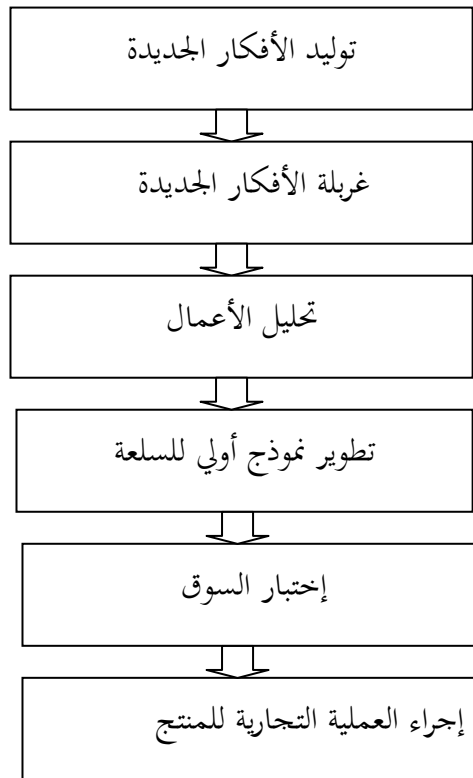 توليد الأفكار الجديدة
غربلة الأفكار الجديدة
تحليل الأعمال
تطوير نموذج أولي للسلعة
إختبار السوق
إجراء العملية التجارية للمنتج